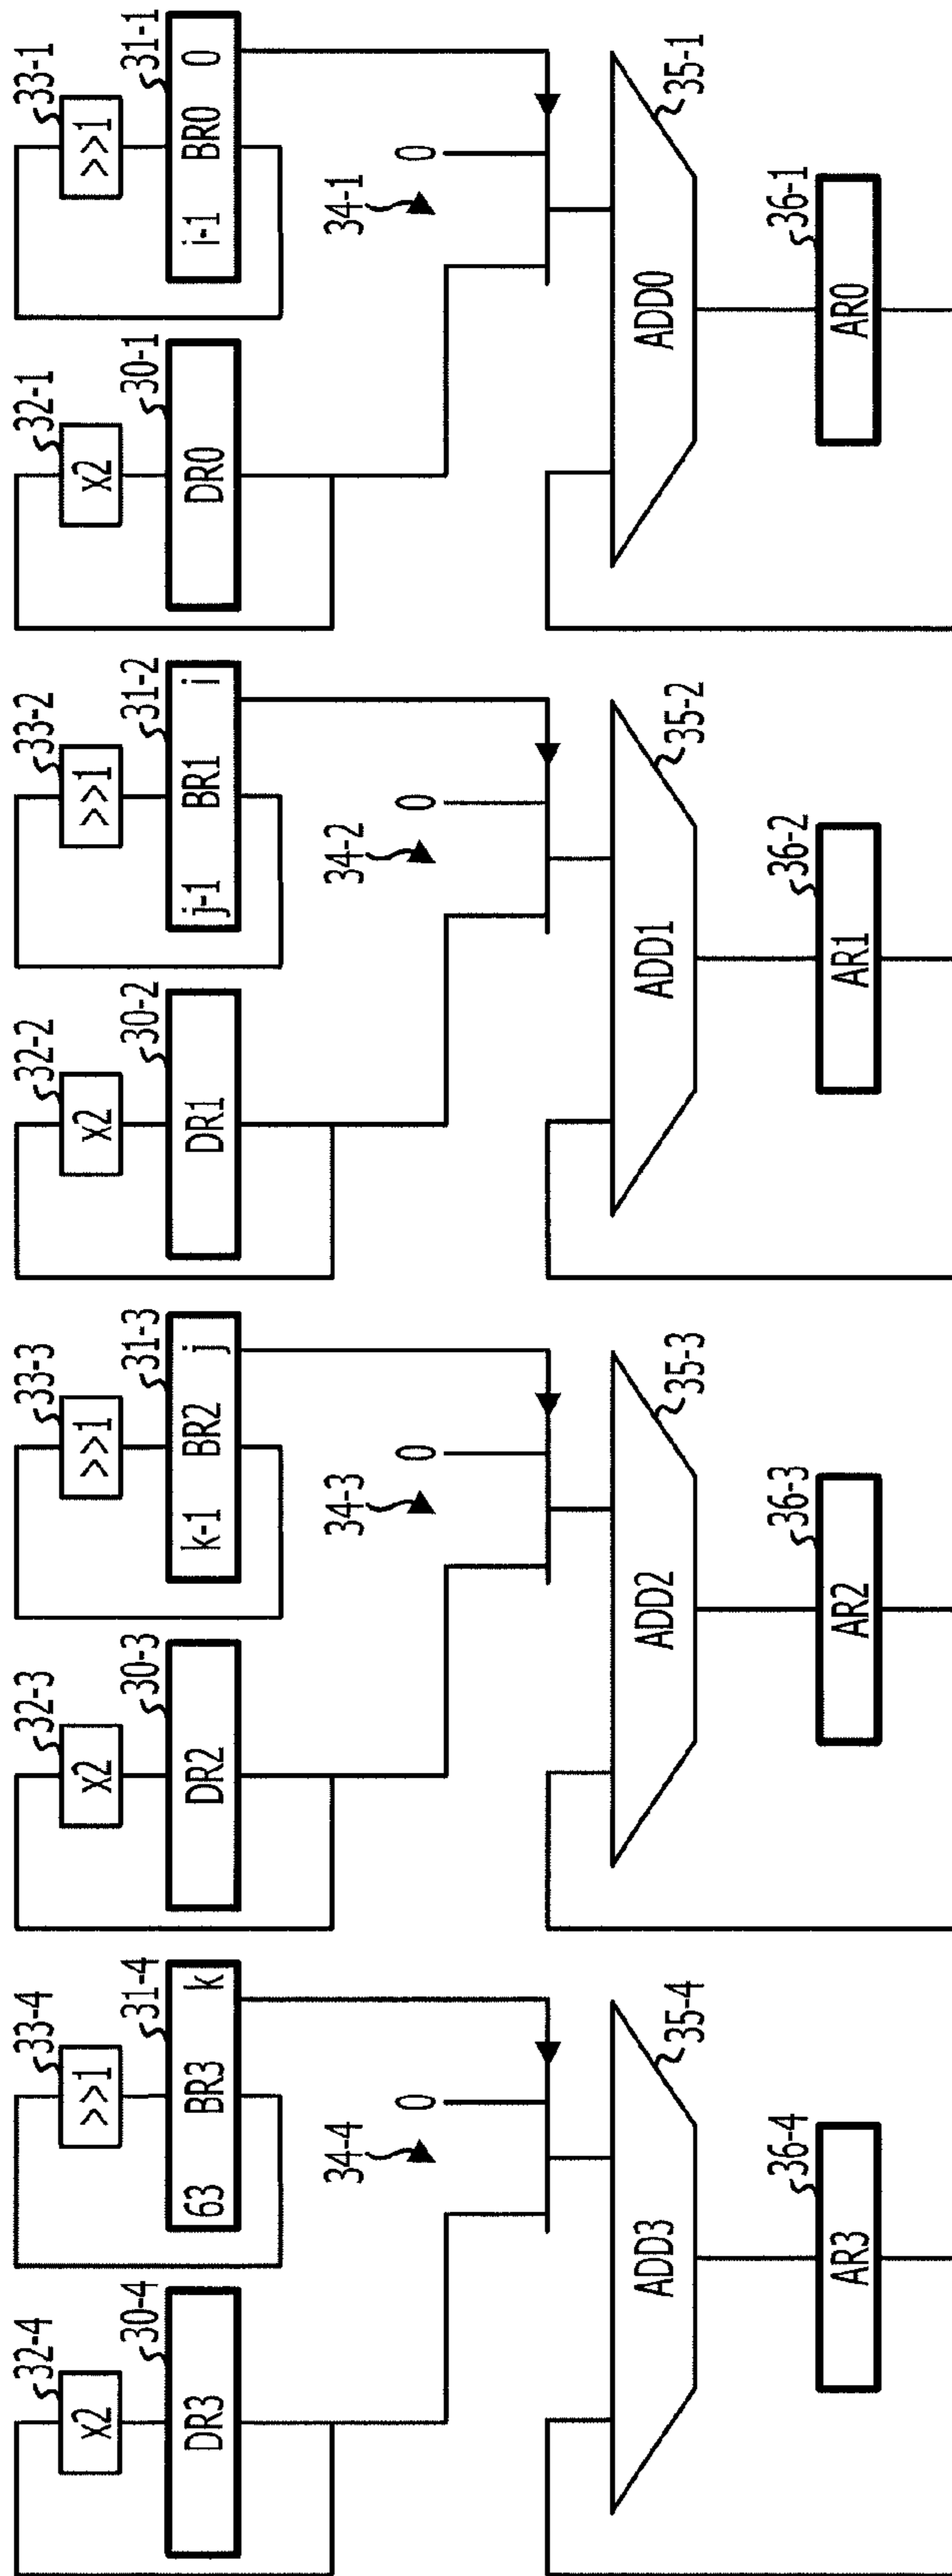 32-4
x2
30-4
DR3
33-4
>>1
31-4
63 BR3 k
34-4
0
ADD3
35-4
36-4
AR3
32-3
x2
30-3
DR2
33-3
>>1
31-3
k-1 BR2 j
34-3
0
ADD2
35-3
36-3
AR2
32-2
x2
30-2
DR1
33-2
>>1
31-2
j-1 BR1 i
34-2
0
ADD1
35-2
36-2
AR1
32-1
x2
30-1
DR0
33-1
>>1
31-1
i-1 BR0 0
34-1
0
ADD0
35-1
36-1
AR0